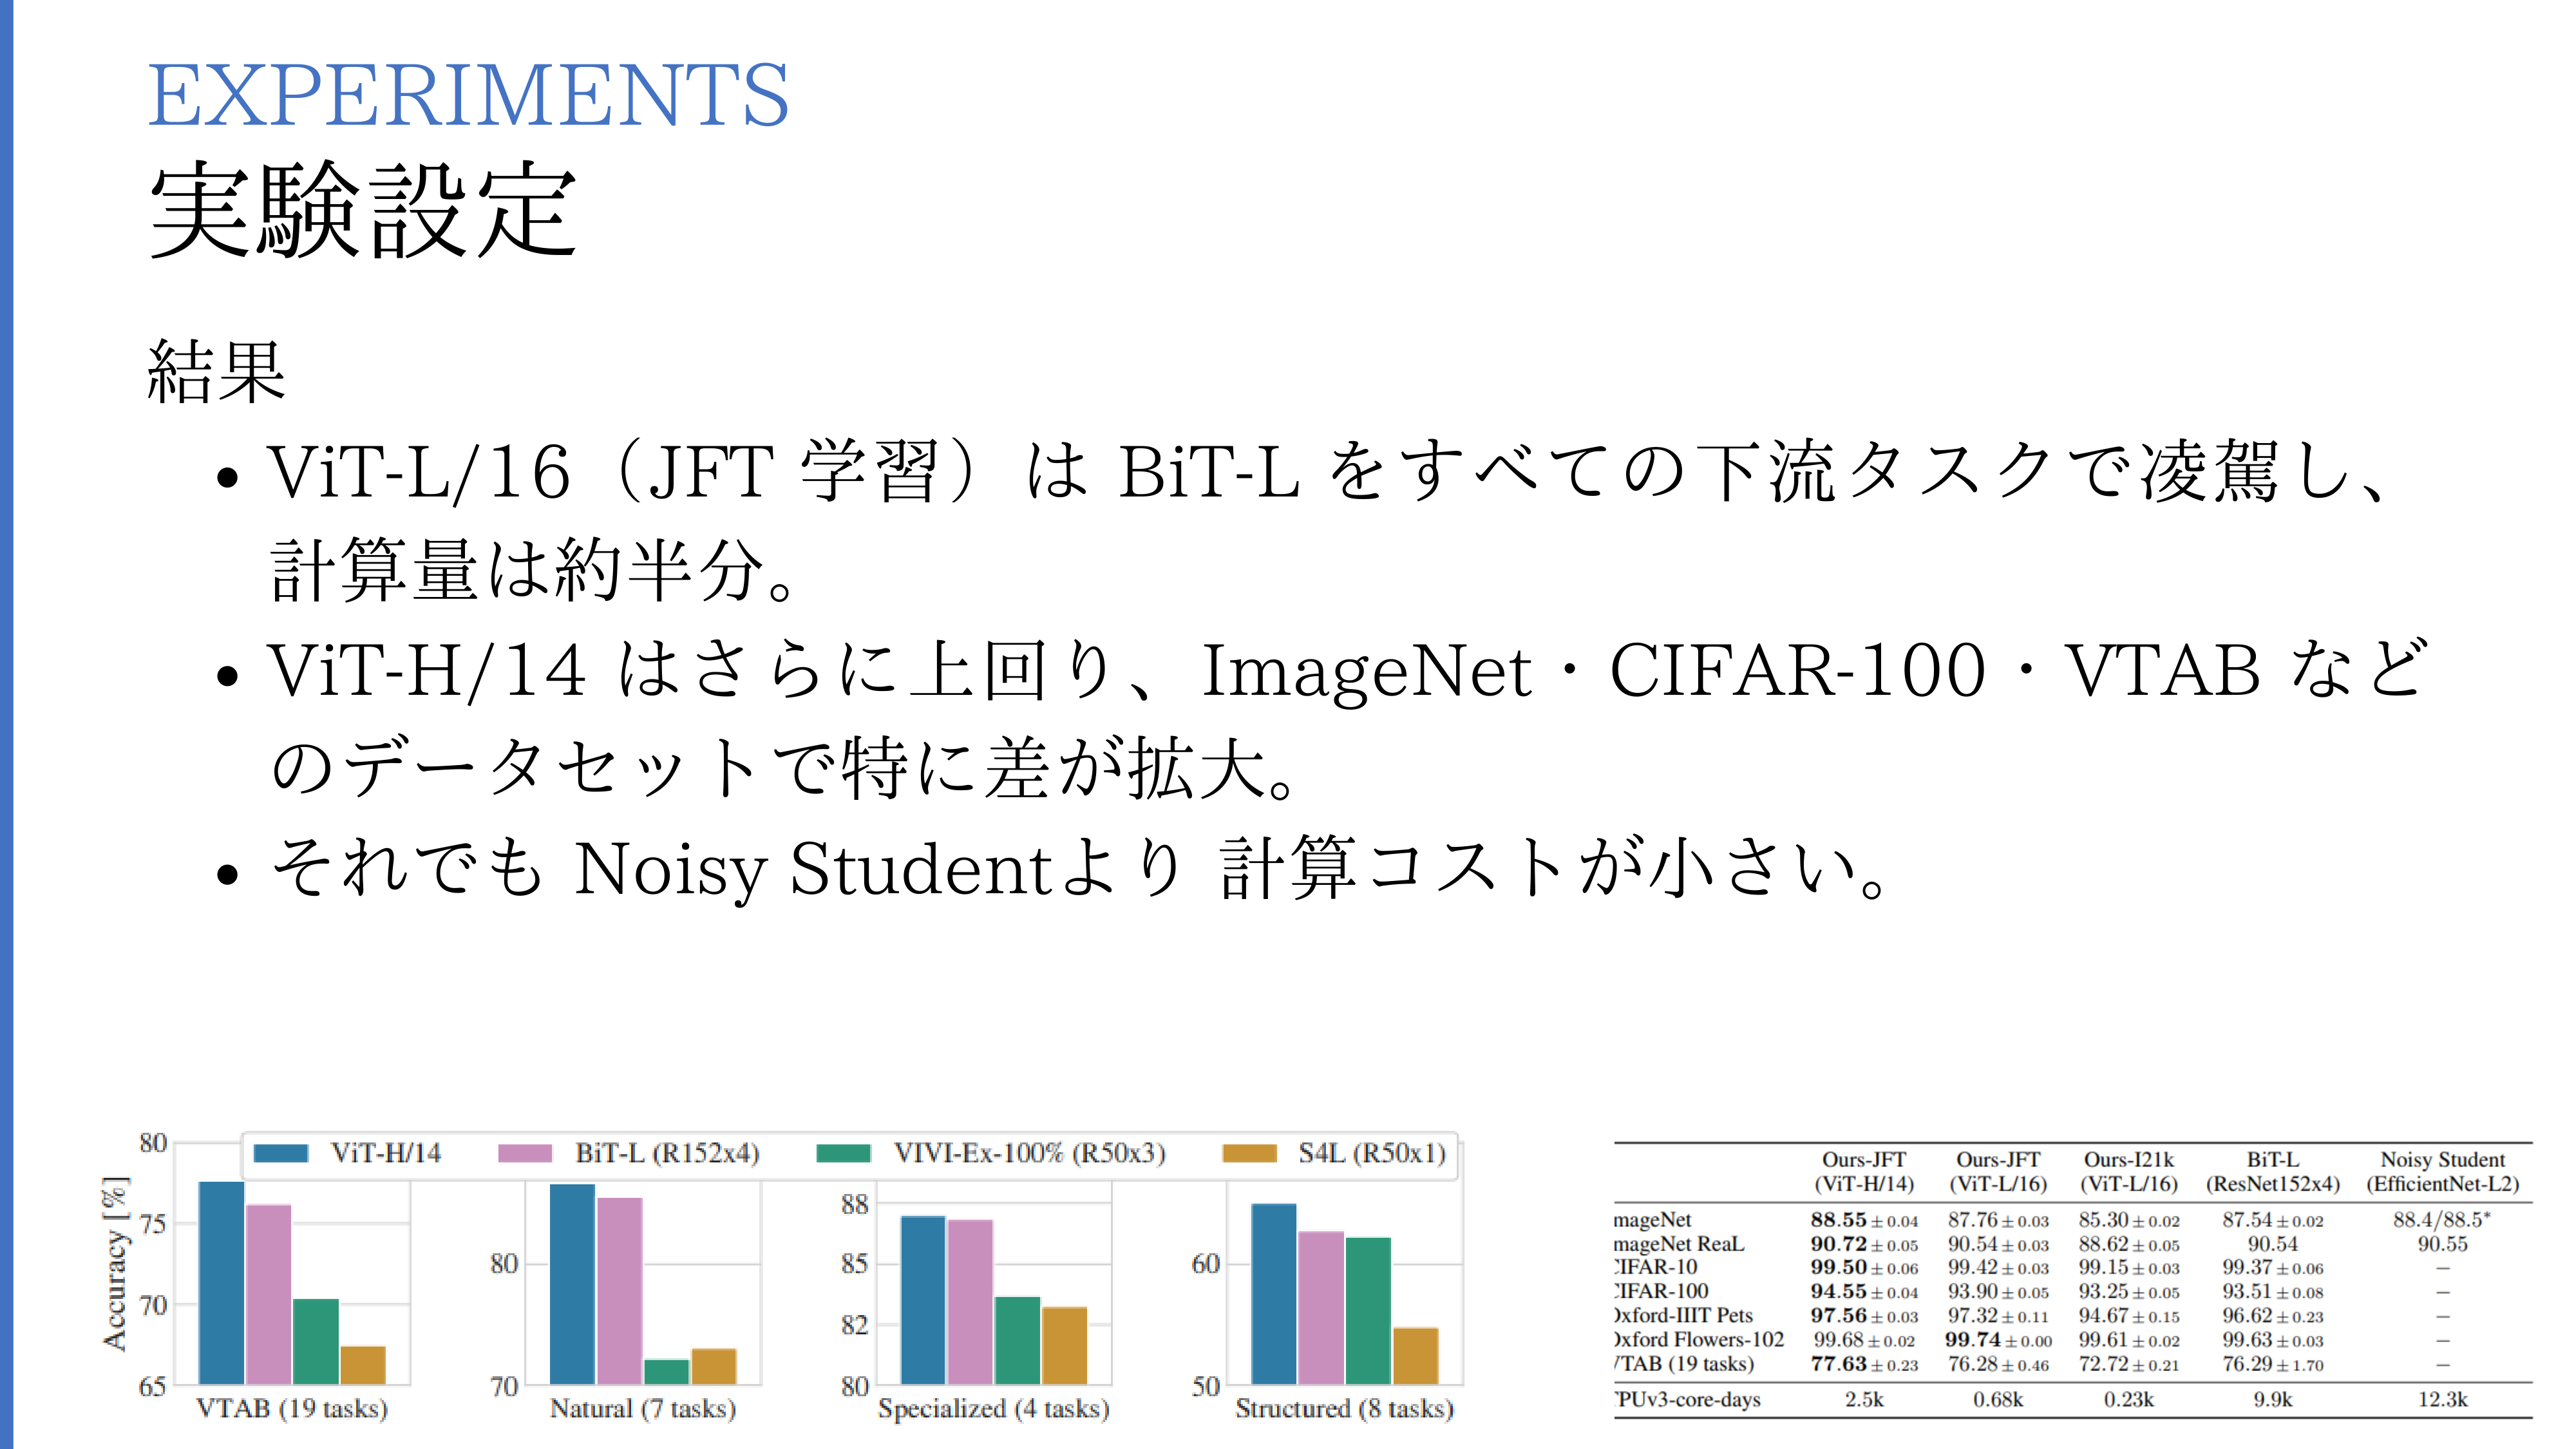 EXPERIMENTS
実験設定
結果
• ViT-L/16（JFT 学習）は BiT-L をすべての下流タスクで凌駕し、
計算量は約半分。
• ViT-H/14 はさらに上回り、ImageNet・CIFAR-100・VTAB など
のデータセットで特に差が拡大。
• それでも Noisy Studentより 計算コストが小さい。
ViT-H/14 BiT-L (R152x4) VIVI-Ex-100% (R50x3) S4L (R50x1)
Accuracy [%]
80
75
70
65
VTAB (19 tasks)
80
70
Natural (7 tasks)
88
85
82
80
Specialized (4 tasks)
60
50
Structured (8 tasks)
Ours-JFT Ours-JFT Ours-I21k BiT-L Noisy Student
(ViT-H/14) (ViT-L/16) (ViT-L/16) (ResNet152x4) (EfficientNet-L2)
mageNet 88.55 ± 0.04 87.76 ± 0.03 85.30 ± 0.02 87.54 ± 0.02 88.4/88.5*
mageNet ReaL 90.72 ± 0.05 90.54 ± 0.03 88.62 ± 0.05 90.54 90.55
CIFAR-10 99.50 ± 0.06 99.42 ± 0.03 99.15 ± 0.03 99.37 ± 0.06 –
CIFAR-100 94.55 ± 0.04 93.90 ± 0.05 93.25 ± 0.05 93.51 ± 0.08 –
Oxford-IIIT Pets 97.56 ± 0.03 97.32 ± 0.11 94.67 ± 0.15 96.62 ± 0.23 –
Oxford Flowers-102 99.68 ± 0.02 99.74 ± 0.00 99.61 ± 0.02 99.63 ± 0.03 –
VTAB (19 tasks) 77.63 ± 0.23 76.28 ± 0.46 72.72 ± 0.21 76.29 ± 1.70 –
TPUv3-core-days 2.5k 0.68k 0.23k 9.9k 12.3k